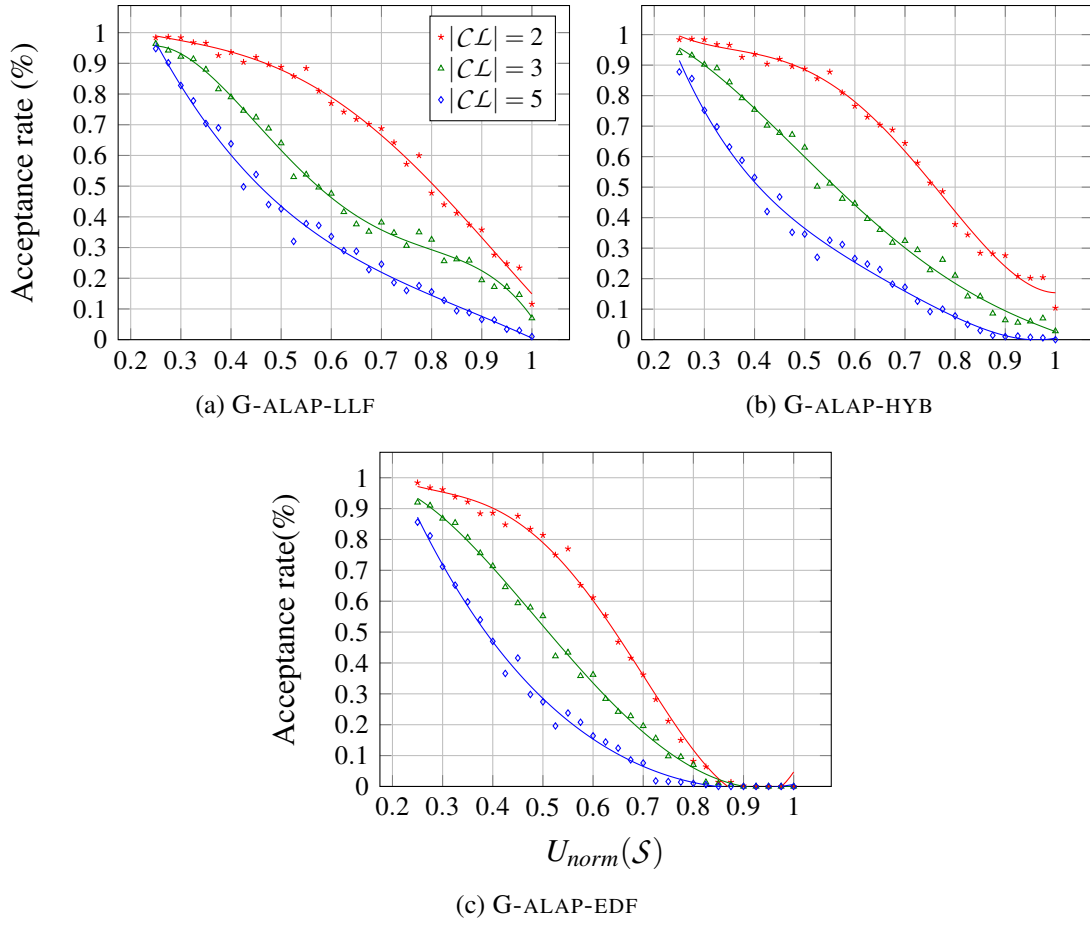 1
0.9
0.8
0.7
0.6
0.5
0.4
0.3
0.2
0.1
0
Acceptance rate (%)
|𝒞ℒ| = 2
|𝒞ℒ| = 3
|𝒞ℒ| = 5
0.2 0.3 0.4 0.5 0.6 0.7 0.8 0.9 1
(a) G-ALAP-LLF
1
0.9
0.8
0.7
0.6
0.5
0.4
0.3
0.2
0.1
0
0.2 0.3 0.4 0.5 0.6 0.7 0.8 0.9 1
(b) G-ALAP-HYB
1
0.9
0.8
0.7
0.6
0.5
0.4
0.3
0.2
0.1
0
Acceptance rate(%)
0.2 0.3 0.4 0.5 0.6 0.7 0.8 0.9 1
U_norm(𝒮)
(c) G-ALAP-EDF